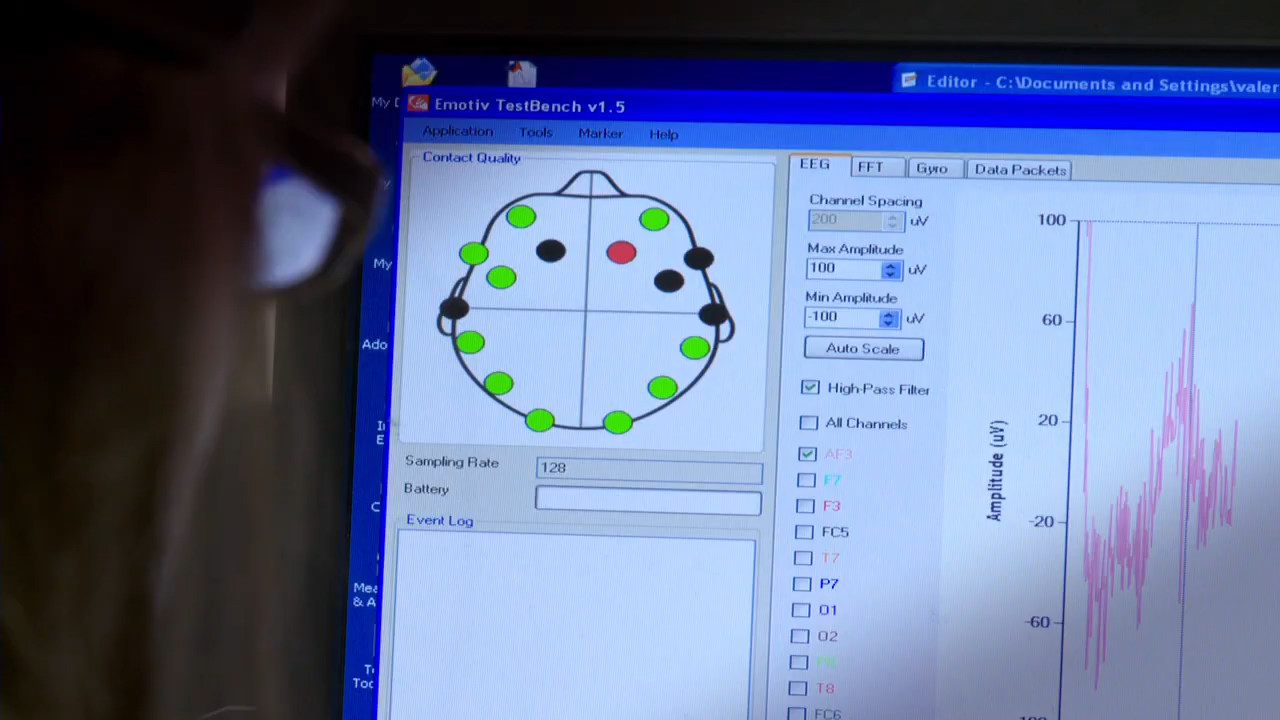 Editor - C:\Documents and Settings\valer
My D
Emotiv TestBench v1.5
Application Tools Marker Help
Contact Quality
EEG FFT Gyro Data Packets
Channel Spacing
200 uV
Max Amplitude
100 uV
Min Amplitude
-100 uV
Auto Scale
High-Pass Filter
All Channels
AF3
F7
F3
FC5
T7
P7
O1
O2
P8
T8
FC6
Sampling Rate 128
Battery
Event Log
My
Ado
Mea
& A
Too
100
60
20
-20
-60
Amplitude (uV)